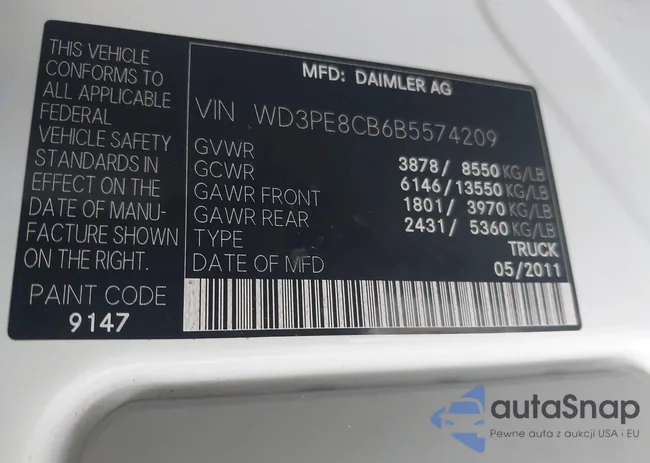 THIS VEHICLE
CONFORMS TO
ALL APPLICABLE
FEDERAL
VEHICLE SAFETY
STANDARDS IN
EFFECT ON THE
DATE OF MANU-
FACTURE SHOWN
ON THE RIGHT.
PAINT CODE
9147
MFD: DAIMLER AG
VIN WD3PE8CB6B5574209
GVWR 3878/ 8550 KG/LB
GCWR 6146/13550 KG/LB
GAWR FRONT 1801/ 3970 KG/LB
GAWR REAR 2431/ 5360 KG/LB
TYPE TRUCK
DATE OF MFD 05/2011
autaSnap
Pewne auta z aukcji USA i EU